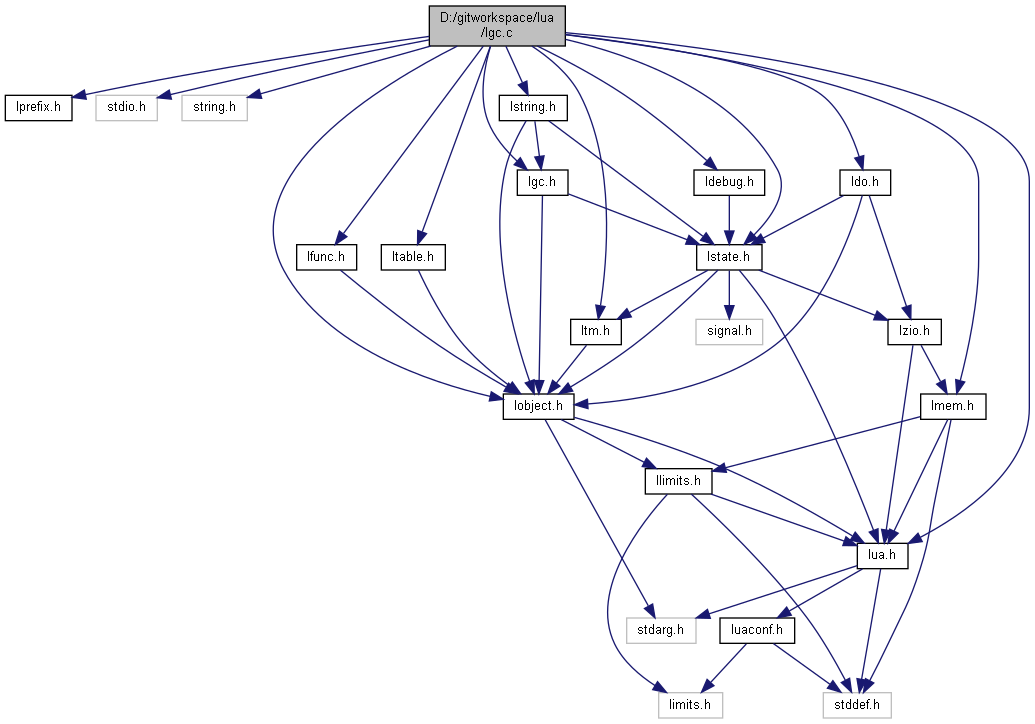 D:/gitworkspace/lua
/lgc.c
lprefix.h
stdio.h
string.h
lstring.h
lgc.h
ldebug.h
ldo.h
lfunc.h
ltable.h
lstate.h
ltm.h
signal.h
lzio.h
lobject.h
lmem.h
llimits.h
lua.h
stdarg.h
luaconf.h
limits.h
stddef.h